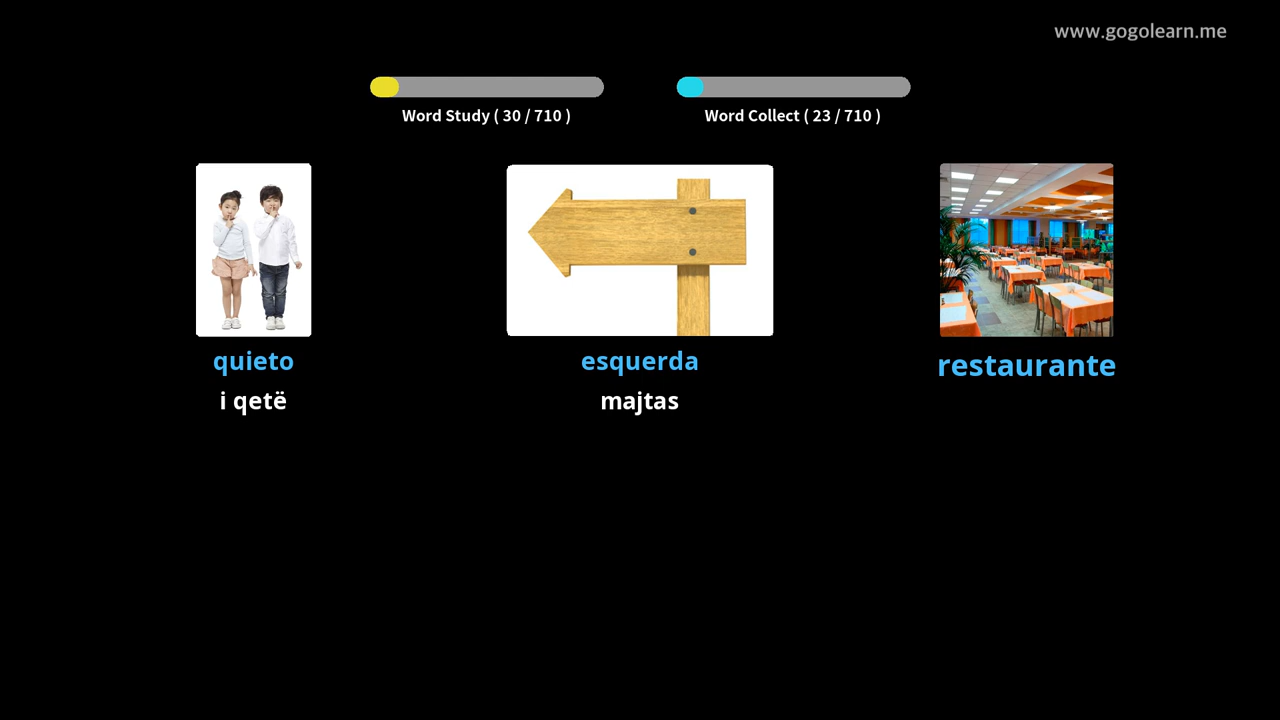 www.gogolearn.me
Word Study ( 30 / 710 )
Word Collect ( 23 / 710 )
quieto
i qetë
esquerda
majtas
restaurante